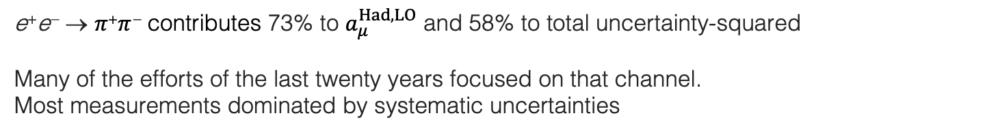 e⁺e⁻ → π⁺π⁻ contributes 73% to aμ^Had,LO and 58% to total uncertainty-squared
Many of the efforts of the last twenty years focused on that channel.
Most measurements dominated by systematic uncertainties